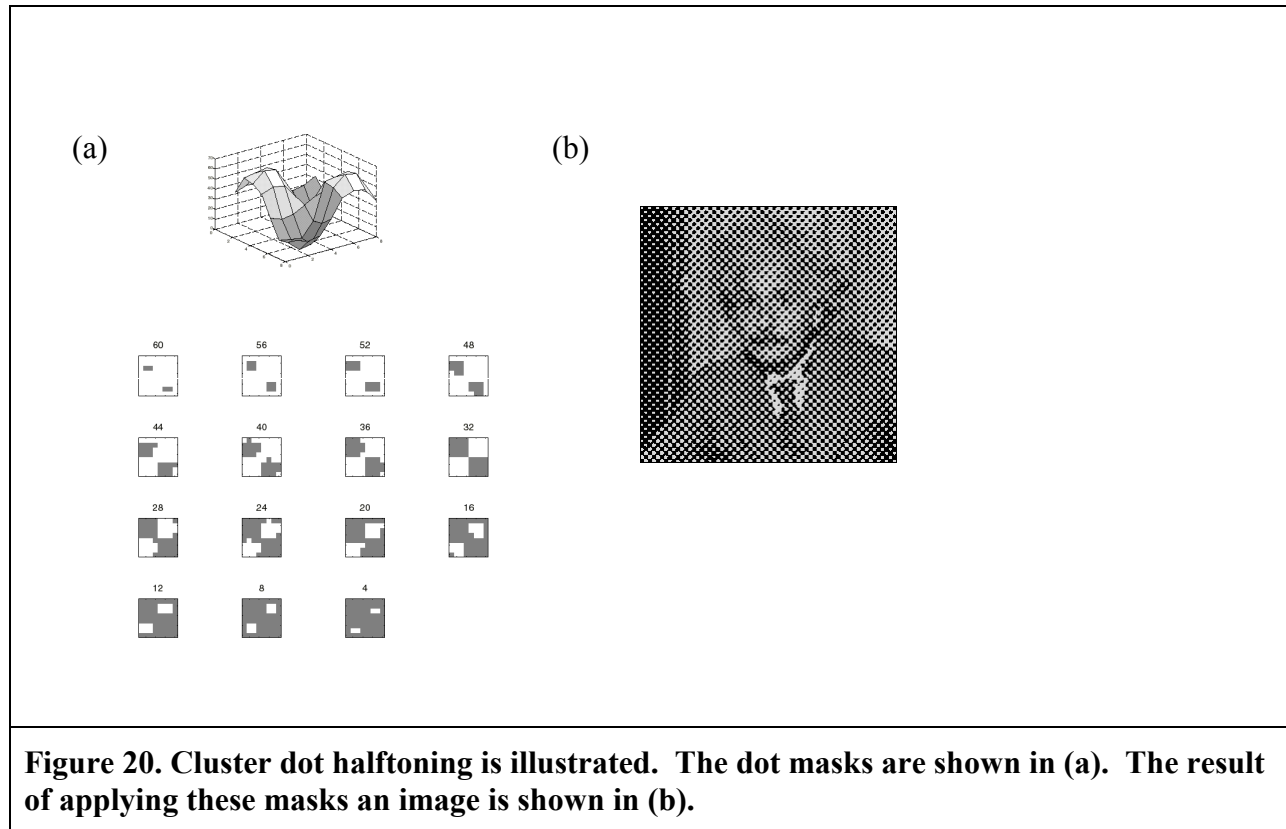 (a)
(b)
60 56 52 48
44 40 36 32
28 24 20 16
12 8 4
Figure 20. Cluster dot halftoning is illustrated. The dot masks are shown in (a). The result
of applying these masks an image is shown in (b).